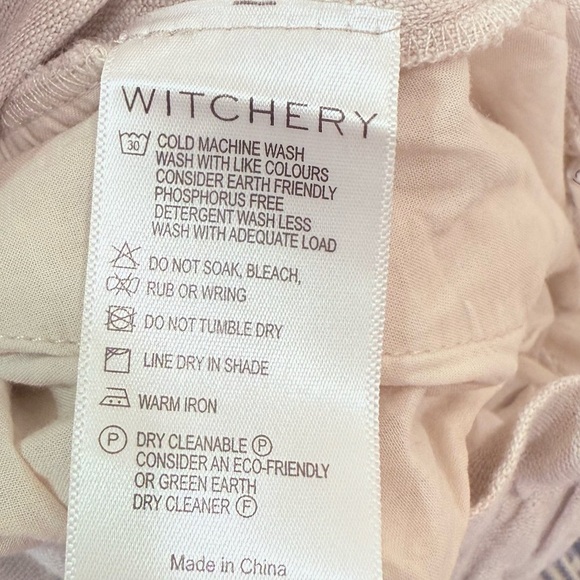 WITCHERY
30 COLD MACHINE WASH
WASH WITH LIKE COLOURS
CONSIDER EARTH FRIENDLY
PHOSPHORUS FREE
DETERGENT WASH LESS
WASH WITH ADEQUATE LOAD
DO NOT SOAK, BLEACH,
RUB OR WRING
DO NOT TUMBLE DRY
LINE DRY IN SHADE
WARM IRON
P DRY CLEANABLE P
CONSIDER AN ECO-FRIENDLY
OR GREEN EARTH
DRY CLEANER F
Made in China